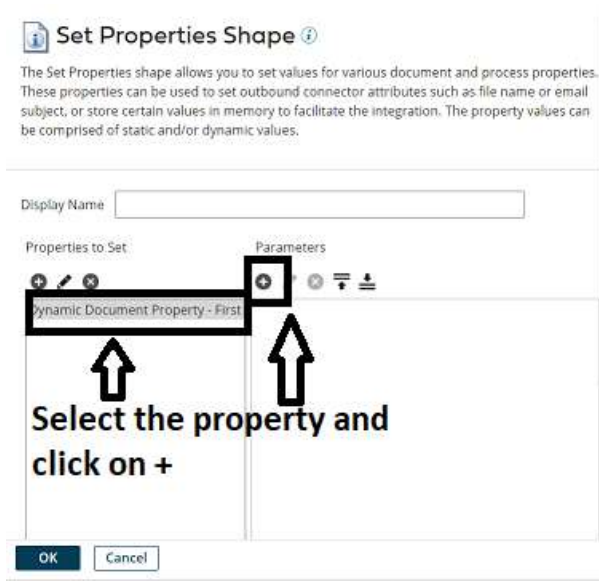 Set Properties Shape
The Set Properties shape allows you to set values for various document and process properties.
These properties can be used to set outbound connector attributes such as file name or email
subject, or store certain values in memory to facilitate the integration. The property values can
be comprised of static and/or dynamic values.
Display Name
Properties to Set Parameters
Dynamic Document Property - First
Select the property and
click on +
OK Cancel